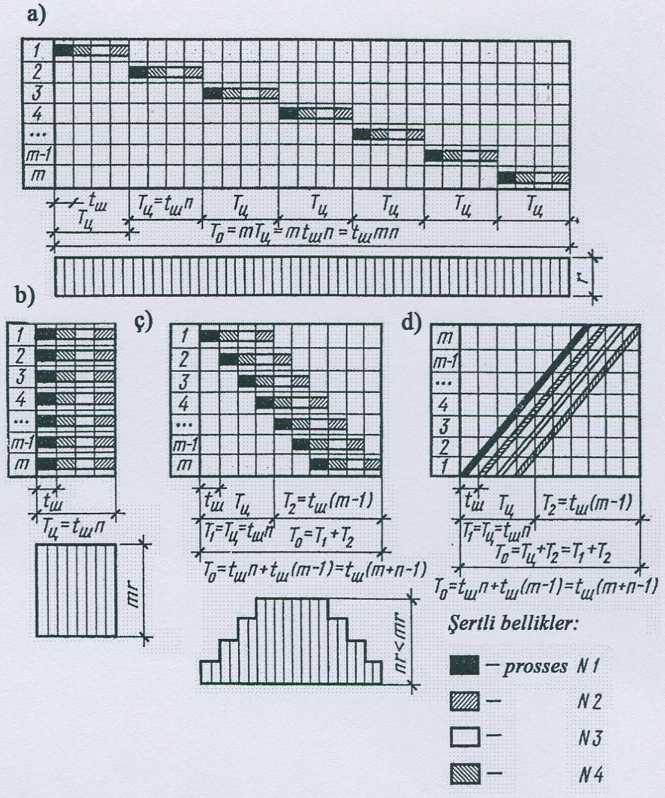 a)
1
2
3
4
...
m-1
m
tш
Tц Tц=tшn Tц Tц Tц Tц Tц
T₀=mTц=mtшn=tшmn
r
b)
1
2
3
4
...
m-1
m
tш
Tц=tшn
mr
ç)
1
2
3
4
...
m-1
m
tш Tц T₂=tш(m-1)
T₁=Tц=tшn T₀=T₁+T₂
T₀=tшn+tш(m-1)=tш(m+n-1)
nr<mr
d)
m
m-1
...
4
3
2
1
tш Tц T₂=tш(m-1)
T₁=Tц=tшn
T₀=Tц+T₂=T₁+T₂
T₀=tшn+tш(m-1)=tш(m+n-1)
Şertli bellikler:
– prosses N1
– N2
– N3
– N4